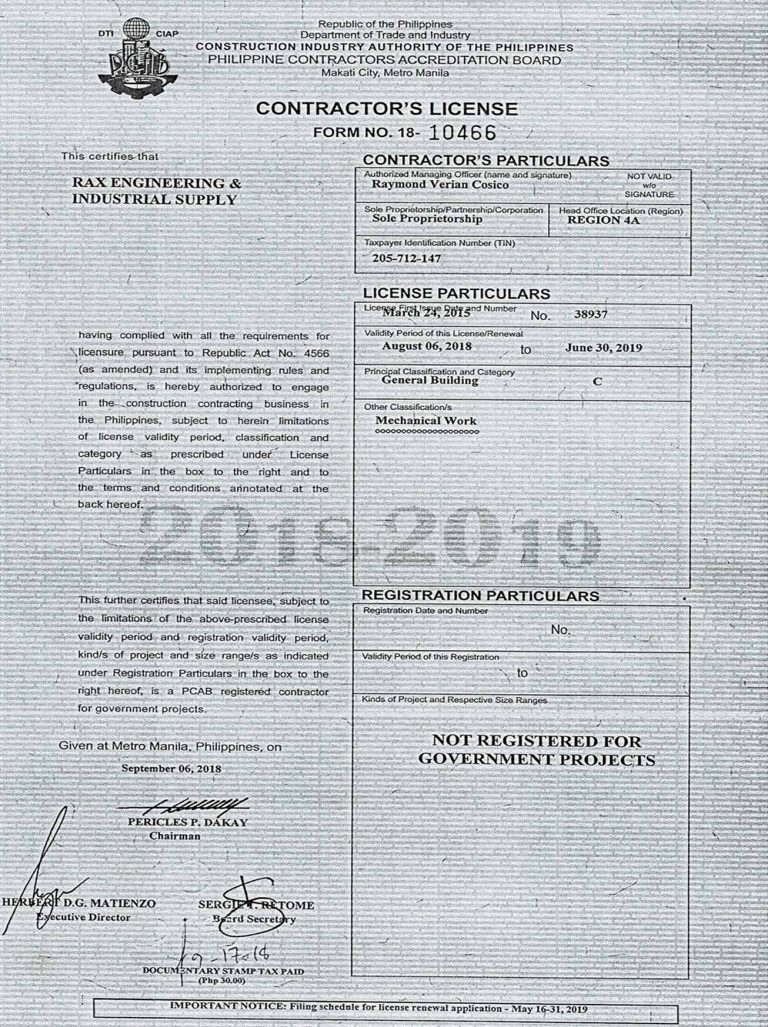 Republic of the Philippines
DTI CIAP
Department of Trade and Industry
CONSTRUCTION INDUSTRY AUTHORITY OF THE PHILIPPINES
PHILIPPINE CONTRACTORS ACCREDITATION BOARD
Makati City, Metro Manila
PCAB
CONTRACTOR'S LICENSE
FORM NO. 18- 10466
This certifies that
RAX ENGINEERING &
INDUSTRIAL SUPPLY
CONTRACTOR'S PARTICULARS
Authorized Managing Officer (name and signature)
Raymond Verian Cosico
NOT VALID
w/o
SIGNATURE
Sole Proprietorship/Partnership/Corporation
Sole Proprietorship
Head Office Location (Region)
REGION 4A
Taxpayer Identification Number (TIN)
205-712-147
LICENSE PARTICULARS
License First Issue Date and Number
March 24, 2015 No. 38937
Validity Period of this License/Renewal
August 06, 2018 to June 30, 2019
Principal Classification and Category
General Building C
Other Classification/s
Mechanical Work
having complied with all the requirements for
licensure pursuant to Republic Act No. 4566
(as amended) and its implementing rules and
regulations, is hereby authorized to engage
in the construction contracting business in
the Philippines, subject to herein limitations
of license validity period, classification and
category as prescribed under License
Particulars in the box to the right and to
the terms and conditions annotated at the
back hereof.
2018-2019
This further certifies that said licensee, subject to
the limitations of the above-prescribed license
validity period and registration validity period,
kind/s of project and size range/s as indicated
under Registration Particulars in the box to the
right hereof, is a PCAB registered contractor
for government projects.
REGISTRATION PARTICULARS
Registration Date and Number
No.
Validity Period of this Registration
to
Kinds of Project and Respective Size Ranges
NOT REGISTERED FOR
GOVERNMENT PROJECTS
Given at Metro Manila, Philippines, on
September 06, 2018
PERICLES P. DAKAY
Chairman
HERBERT D.G. MATIENZO
Executive Director
SERGIE T. RETOME
Board Secretary
9-17-18
DOCUMENTARY STAMP TAX PAID
(Php 30.00)
IMPORTANT NOTICE: Filing schedule for license renewal application - May 16-31, 2019